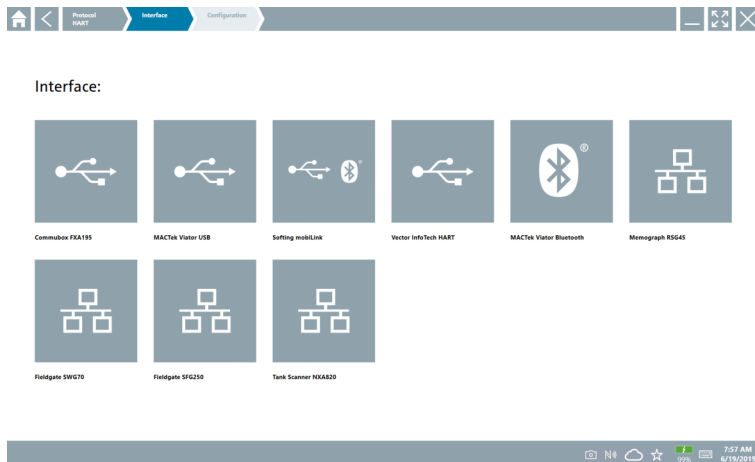 Protocol
HART
Interface
Configuration
Interface:
Commubox FXA195
MACTek Viator USB
Softing mobiLink
Vector InfoTech HART
MACTek Viator Bluetooth
Memograph RSG45
Fieldgate SWG70
Fieldgate SFG250
Tank Scanner NXA820
99%
7:57 AM
6/19/2019